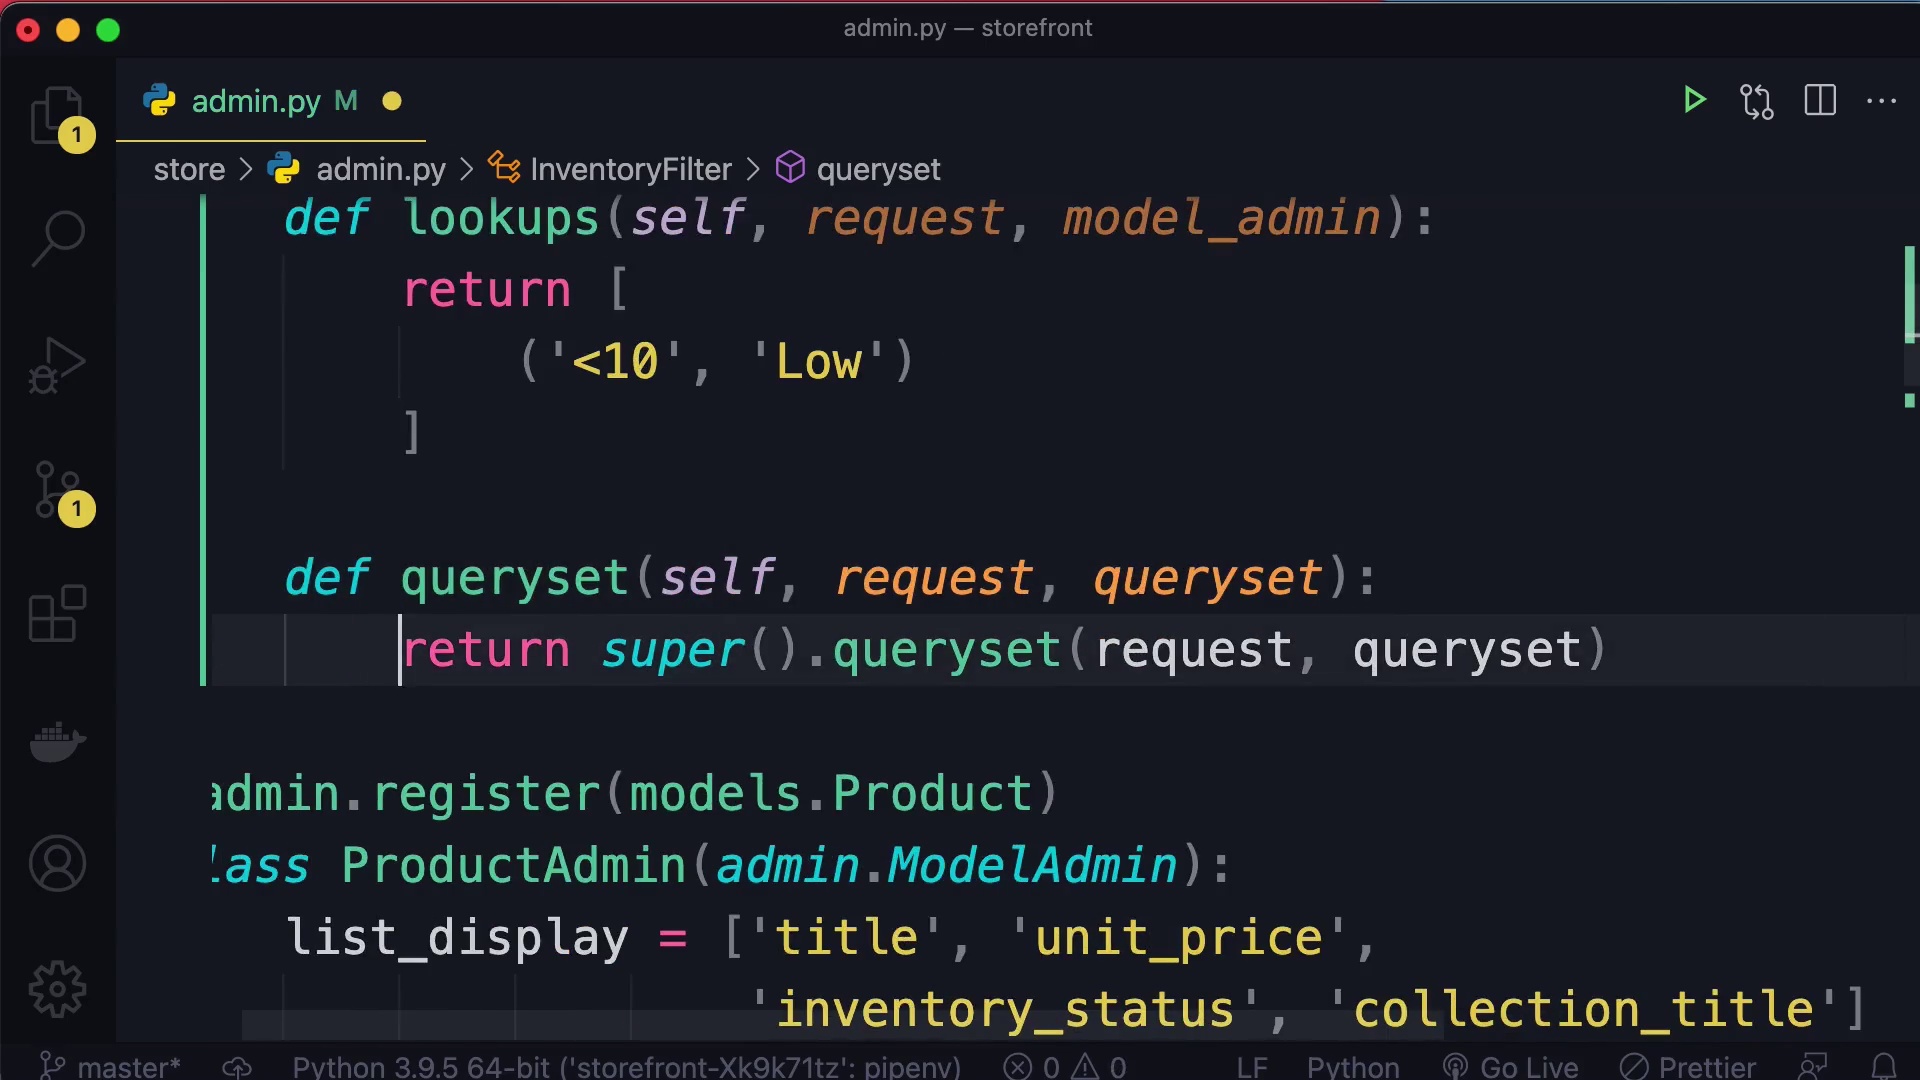 admin.py — storefront
admin.py M
1
store > admin.py > InventoryFilter > queryset
def lookups(self, request, model_admin):
return [
('<10', 'Low')
]
1
def queryset(self, request, queryset):
return super().queryset(request, queryset)
admin.register(models.Product)
lass ProductAdmin(admin.ModelAdmin):
list_display = ['title', 'unit_price',
'inventory_status', 'collection_title']
master* Python 3.9.5 64-bit ('storefront-Xk9k71tz': pipenv) 0 0 LF Python Go Live Prettier